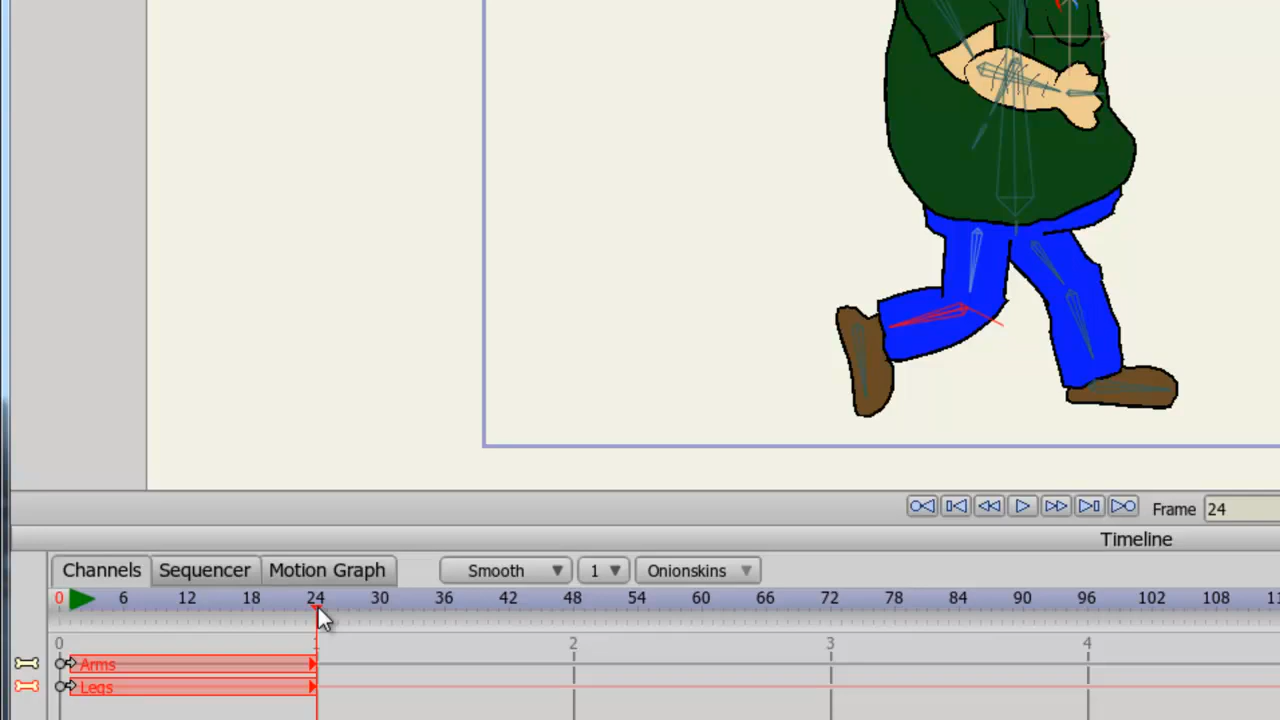 Frame 24
Timeline
Channels Sequencer Motion Graph Smooth 1 Onionskins
0 6 12 18 24 30 36 42 48 54 60 66 72 78 84 90 96 102 108
0 2 3 4
Arms
Legs